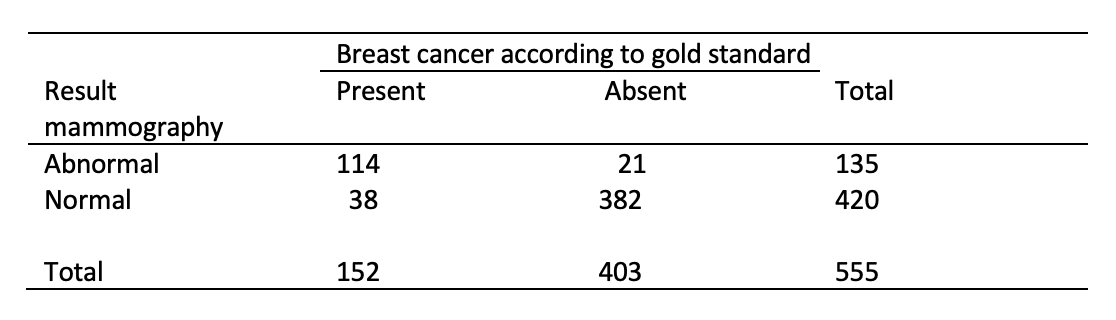 Breast cancer according to gold standard
Result Present Absent Total
mammography
Abnormal 114 21 135
Normal 38 382 420
Total 152 403 555